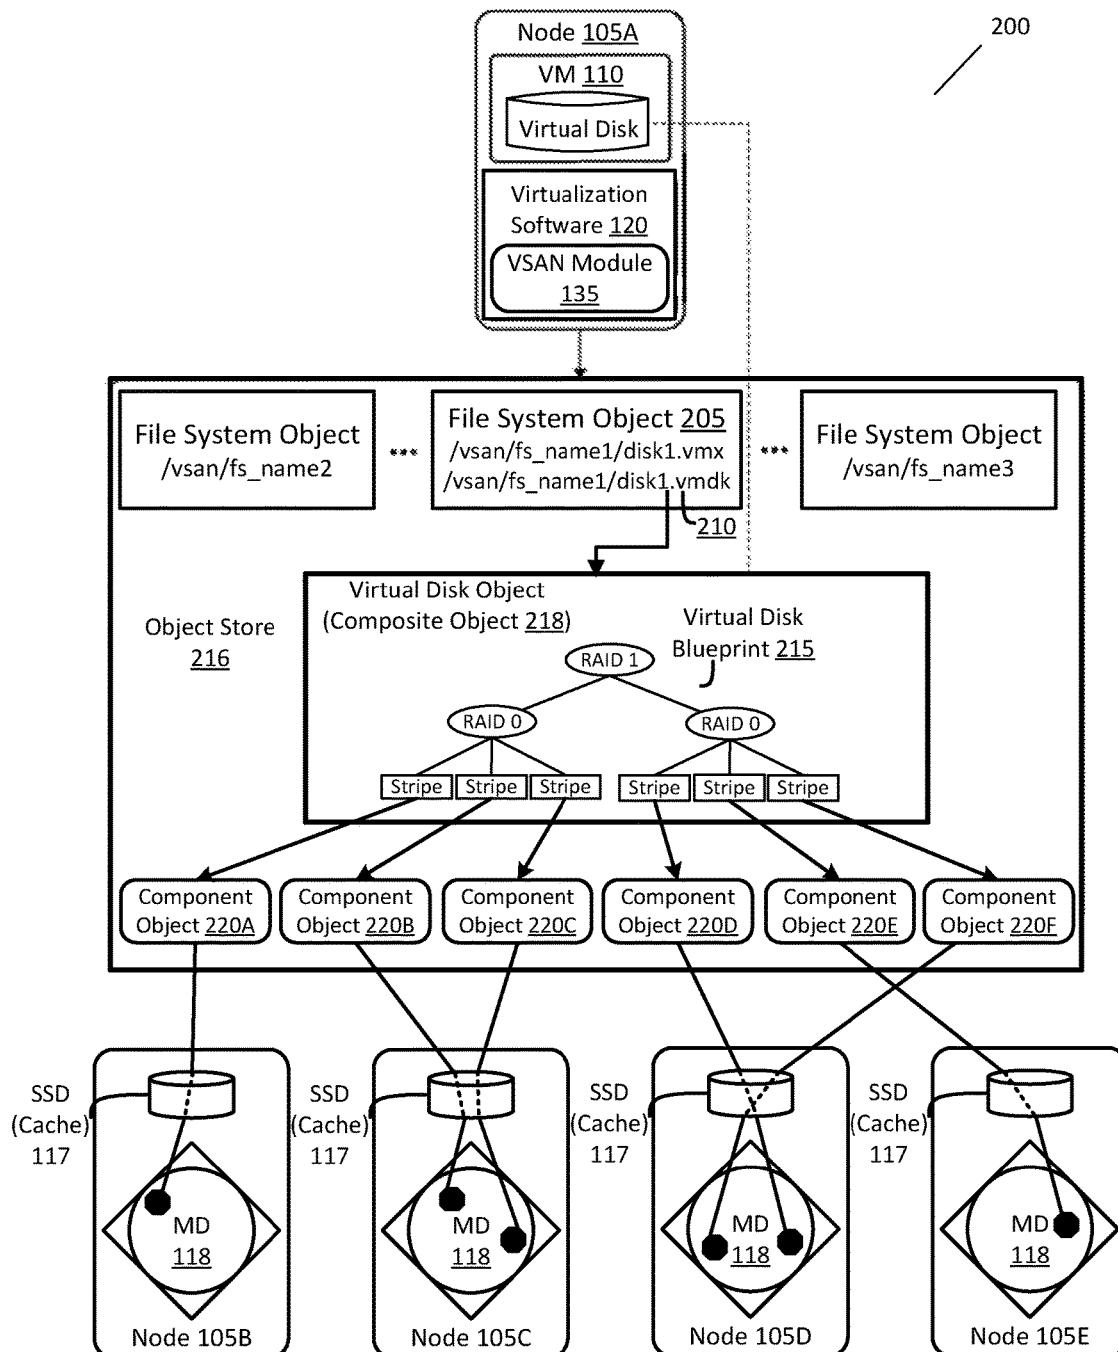 200
Node 105A
VM 110
Virtual Disk
Virtualization
Software 120
VSAN Module
135
File System Object
/vsan/fs_name2
...
File System Object 205
/vsan/fs_name1/disk1.vmx
/vsan/fs_name1/disk1.vmdk
...
File System Object
/vsan/fs_name3
210
Object Store
216
Virtual Disk Object
(Composite Object 218)
Virtual Disk
Blueprint 215
RAID 1
RAID 0
RAID 0
Stripe
Stripe
Stripe
Stripe
Stripe
Stripe
Component
Object 220A
Component
Object 220B
Component
Object 220C
Component
Object 220D
Component
Object 220E
Component
Object 220F
SSD
(Cache)
117
MD
118
Node 105B
SSD
(Cache)
117
MD
118
Node 105C
SSD
(Cache)
117
MD
118
Node 105D
SSD
(Cache)
117
MD
118
Node 105E